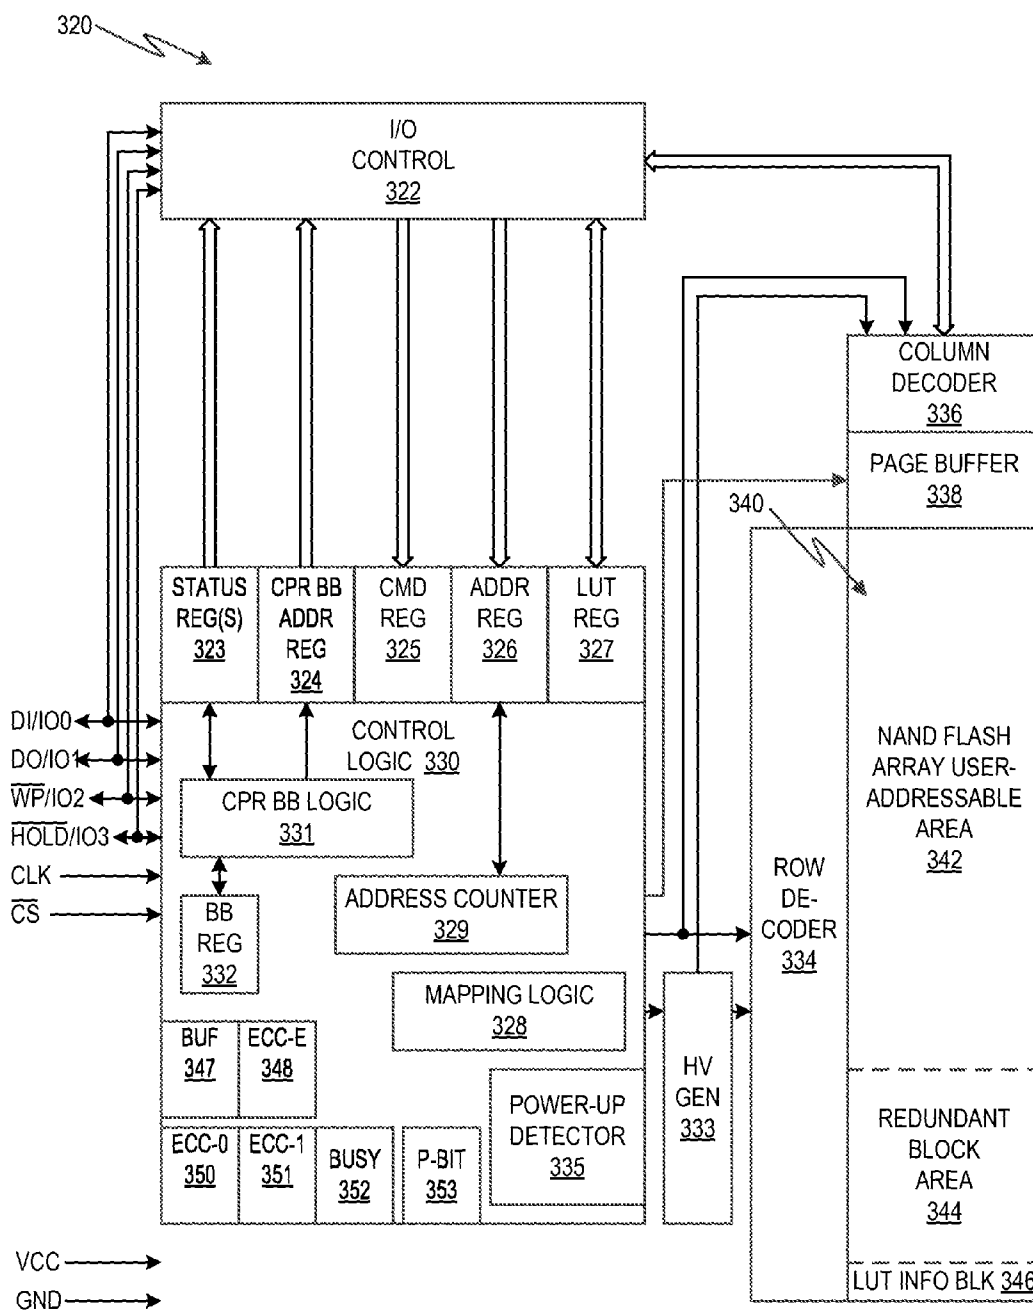 320
I/O
CONTROL
322
COLUMN
DECODER
336
PAGE BUFFER
338
340
STATUS
REG(S)
323
CPR BB
ADDR
REG
324
CMD
REG
325
ADDR
REG
326
LUT
REG
327
DI/IO0
DO/IO1
W̅P̅/IO2
H̅O̅L̅D̅/IO3
CLK
C̅S̅
CONTROL
LOGIC 330
CPR BB LOGIC
331
BB
REG
332
ADDRESS COUNTER
329
MAPPING LOGIC
328
BUF
347
ECC-E
348
POWER-UP
DETECTOR
335
ECC-0
350
ECC-1
351
BUSY
352
P-BIT
353
HV
GEN
333
ROW
DE-
CODER
334
NAND FLASH
ARRAY USER-
ADDRESSABLE
AREA
342
REDUNDANT
BLOCK
AREA
344
LUT INFO BLK 346
VCC
GND